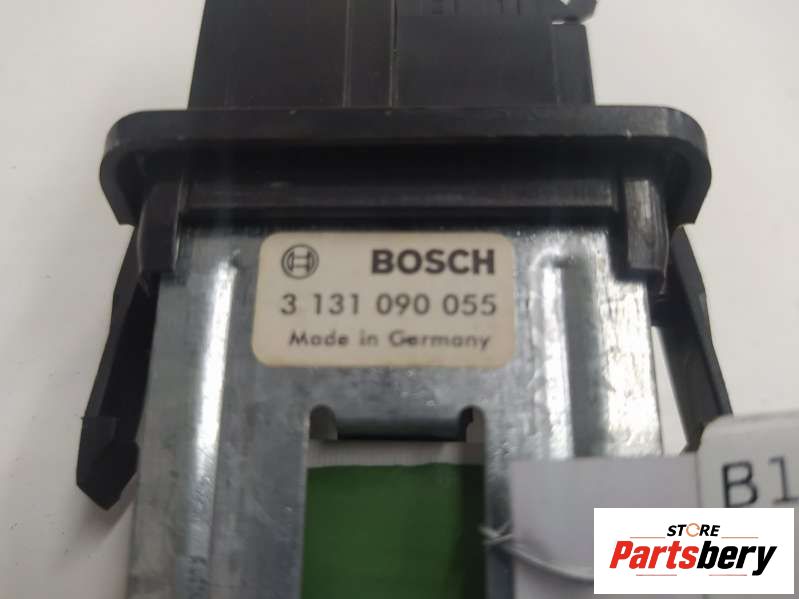 BOSCH
3 131 090 055
Made in Germany
B1
STORE
Partsbery